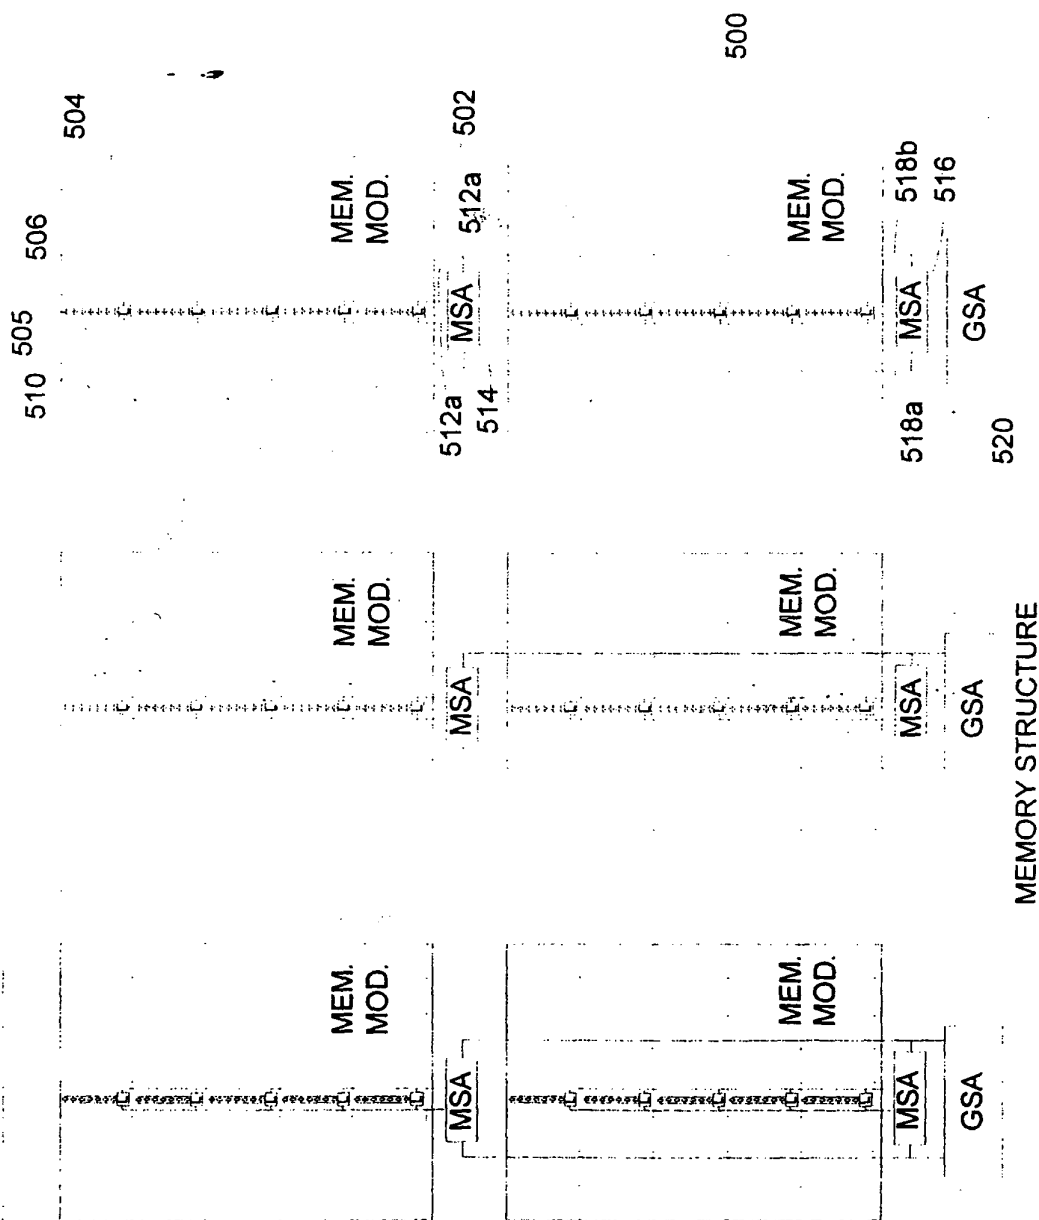 500
504
502
506
MEM.
MOD.
512a
MEM.
MOD.
518b
516
505
510
MSA
MSA
GSA
512a
514
518a
520
MEM.
MOD.
MEM.
MOD.
MSA
MSA
GSA
MEMORY STRUCTURE
MEM.
MOD.
MEM.
MOD.
MSA
MSA
GSA